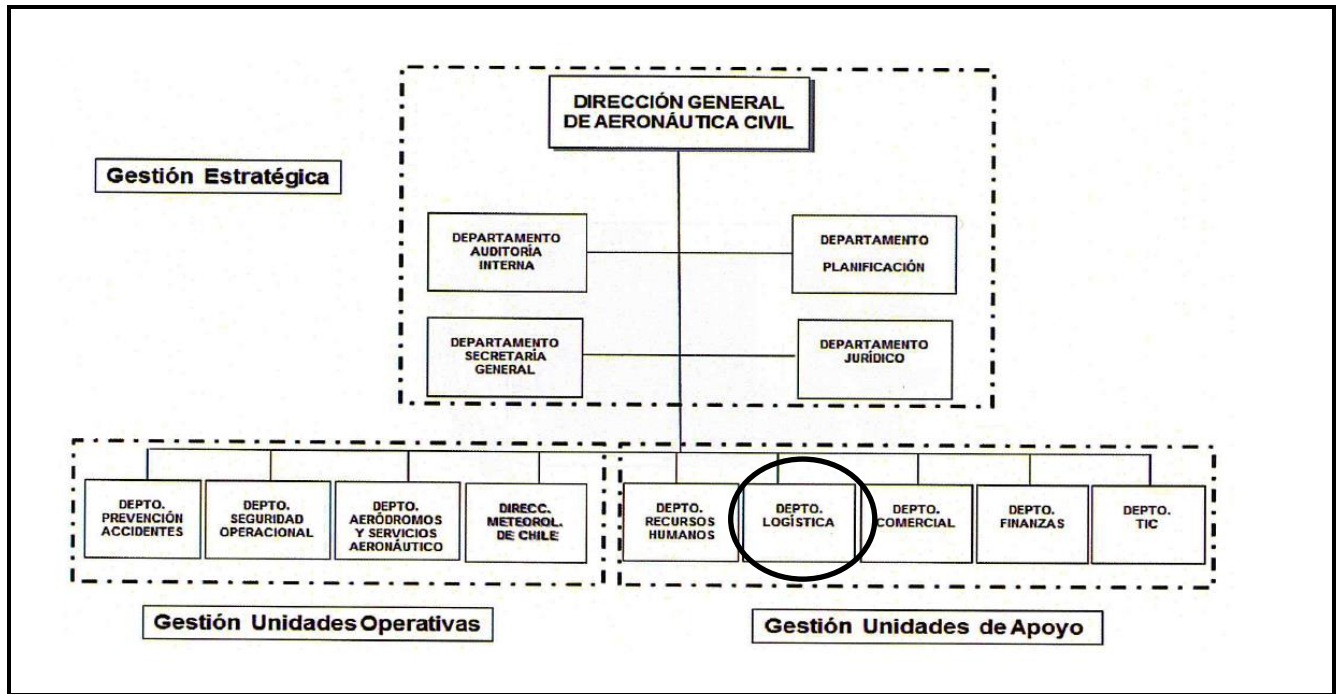 DIRECCIÓN GENERAL
DE AERONÁUTICA CIVIL
Gestión Estratégica
DEPARTAMENTO
AUDITORÍA
INTERNA
DEPARTAMENTO
PLANIFICACIÓN
DEPARTAMENTO
SECRETARÍA
GENERAL
DEPARTAMENTO
JURÍDICO
DEPTO.
PREVENCIÓN
ACCIDENTES
DEPTO.
SEGURIDAD
OPERACIONAL
DEPTO.
AERÓDROMOS
Y SERVICIOS
AERONÁUTICO
DIRECC.
METEOROL.
DE CHILE
DEPTO.
RECURSOS
HUMANOS
DEPTO.
LOGÍSTICA
DEPTO.
COMERCIAL
DEPTO.
FINANZAS
DEPTO.
TIC
Gestión Unidades Operativas
Gestión Unidades de Apoyo